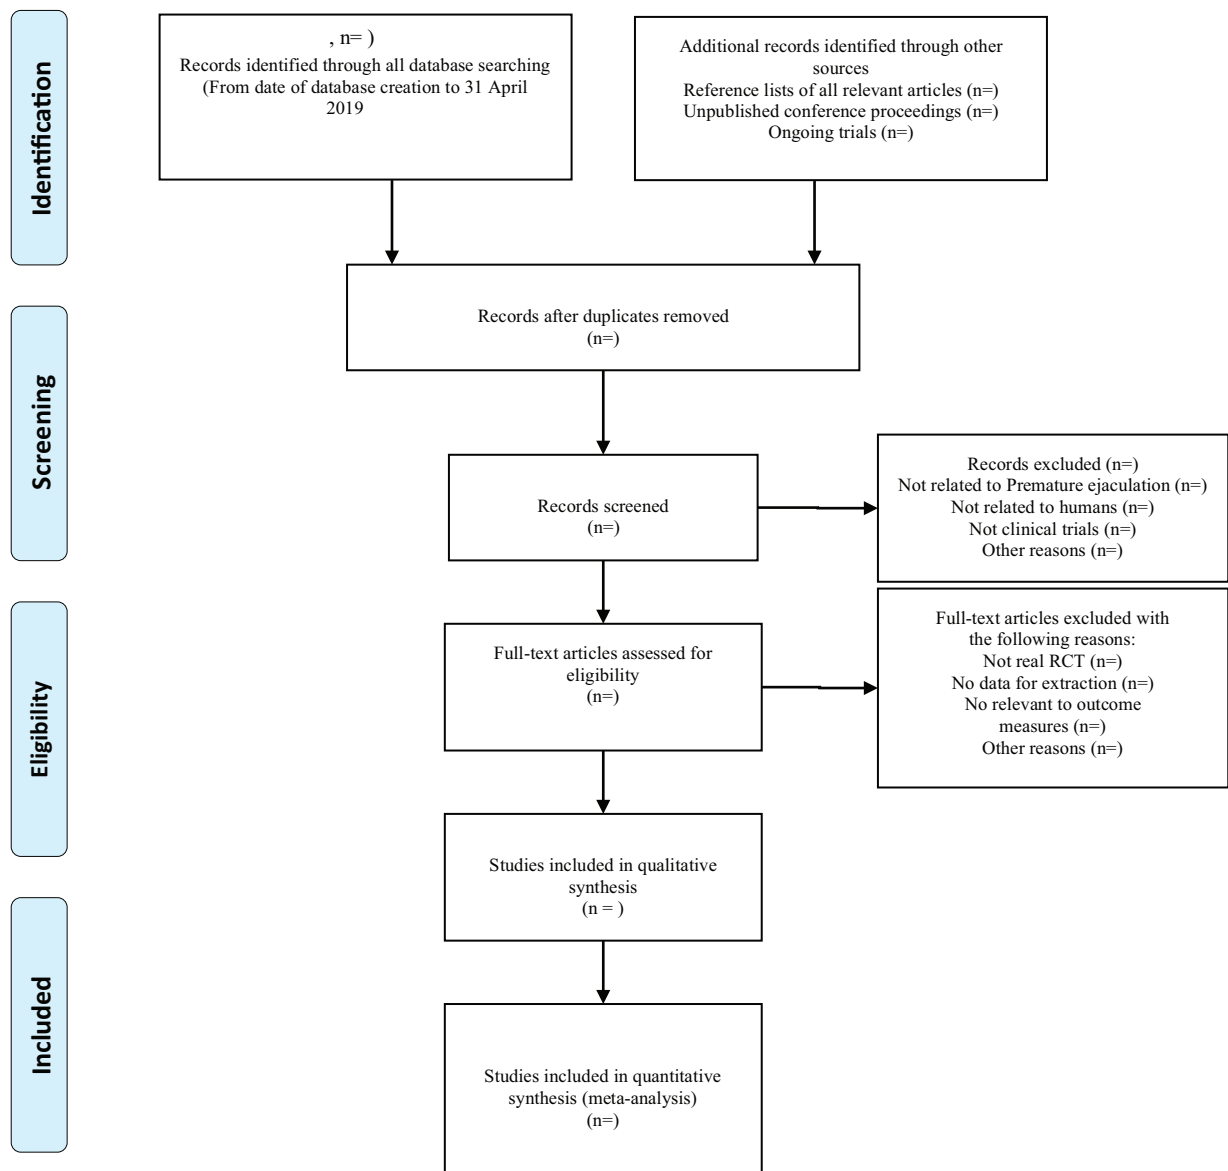 Identification
, n= )
Records identified through all database searching
(From date of database creation to 31 April
2019
Additional records identified through other
sources
Reference lists of all relevant articles (n=)
Unpublished conference proceedings (n=)
Ongoing trials (n=)
Records after duplicates removed
(n=)
Screening
Records screened
(n=)
Records excluded (n=)
Not related to Premature ejaculation (n=)
Not related to humans (n=)
Not clinical trials (n=)
Other reasons (n=)
Eligibility
Full-text articles assessed for
eligibility
(n=)
Full-text articles excluded with
the following reasons:
Not real RCT (n=)
No data for extraction (n=)
No relevant to outcome
measures (n=)
Other reasons (n=)
Studies included in qualitative
synthesis
(n = )
Included
Studies included in quantitative
synthesis (meta-analysis)
(n=)